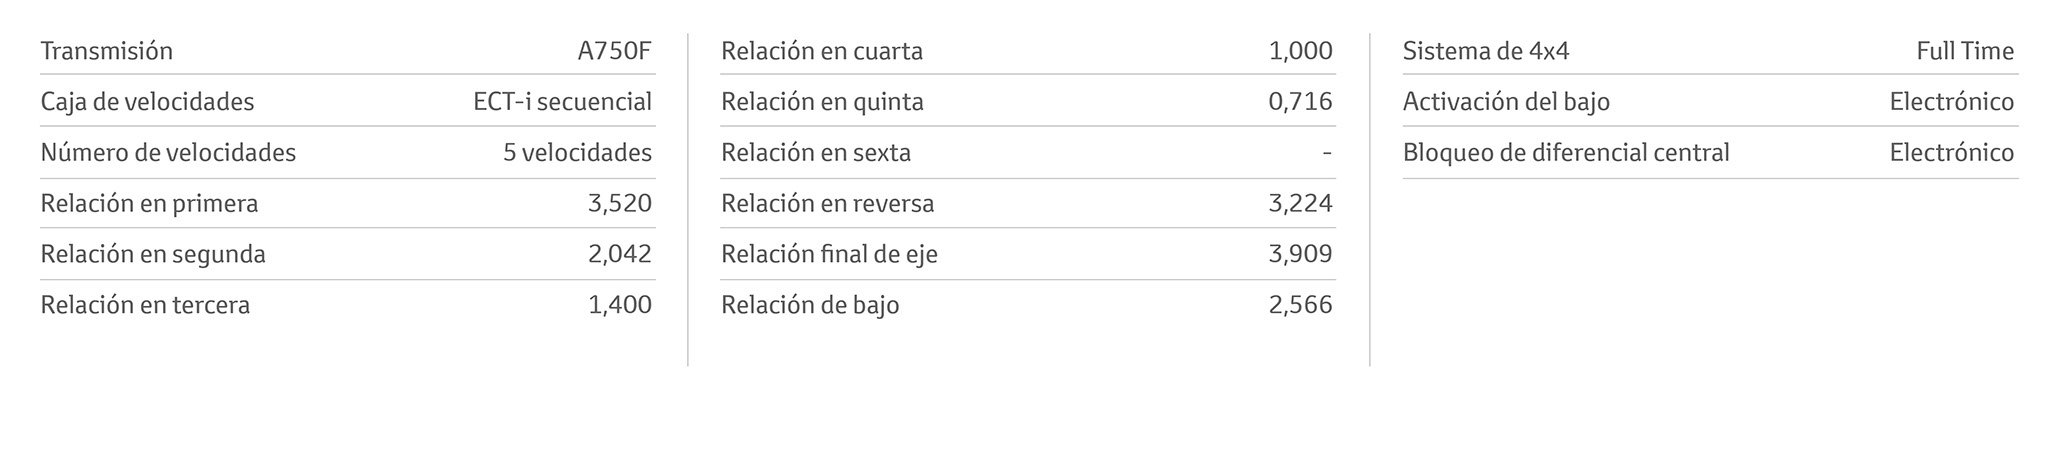 Transmisión A750F
Caja de velocidades ECT-i secuencial
Número de velocidades 5 velocidades
Relación en primera 3,520
Relación en segunda 2,042
Relación en tercera 1,400
Relación en cuarta 1,000
Relación en quinta 0,716
Relación en sexta -
Relación en reversa 3,224
Relación final de eje 3,909
Relación de bajo 2,566
Sistema de 4x4 Full Time
Activación del bajo Electrónico
Bloqueo de diferencial central Electrónico